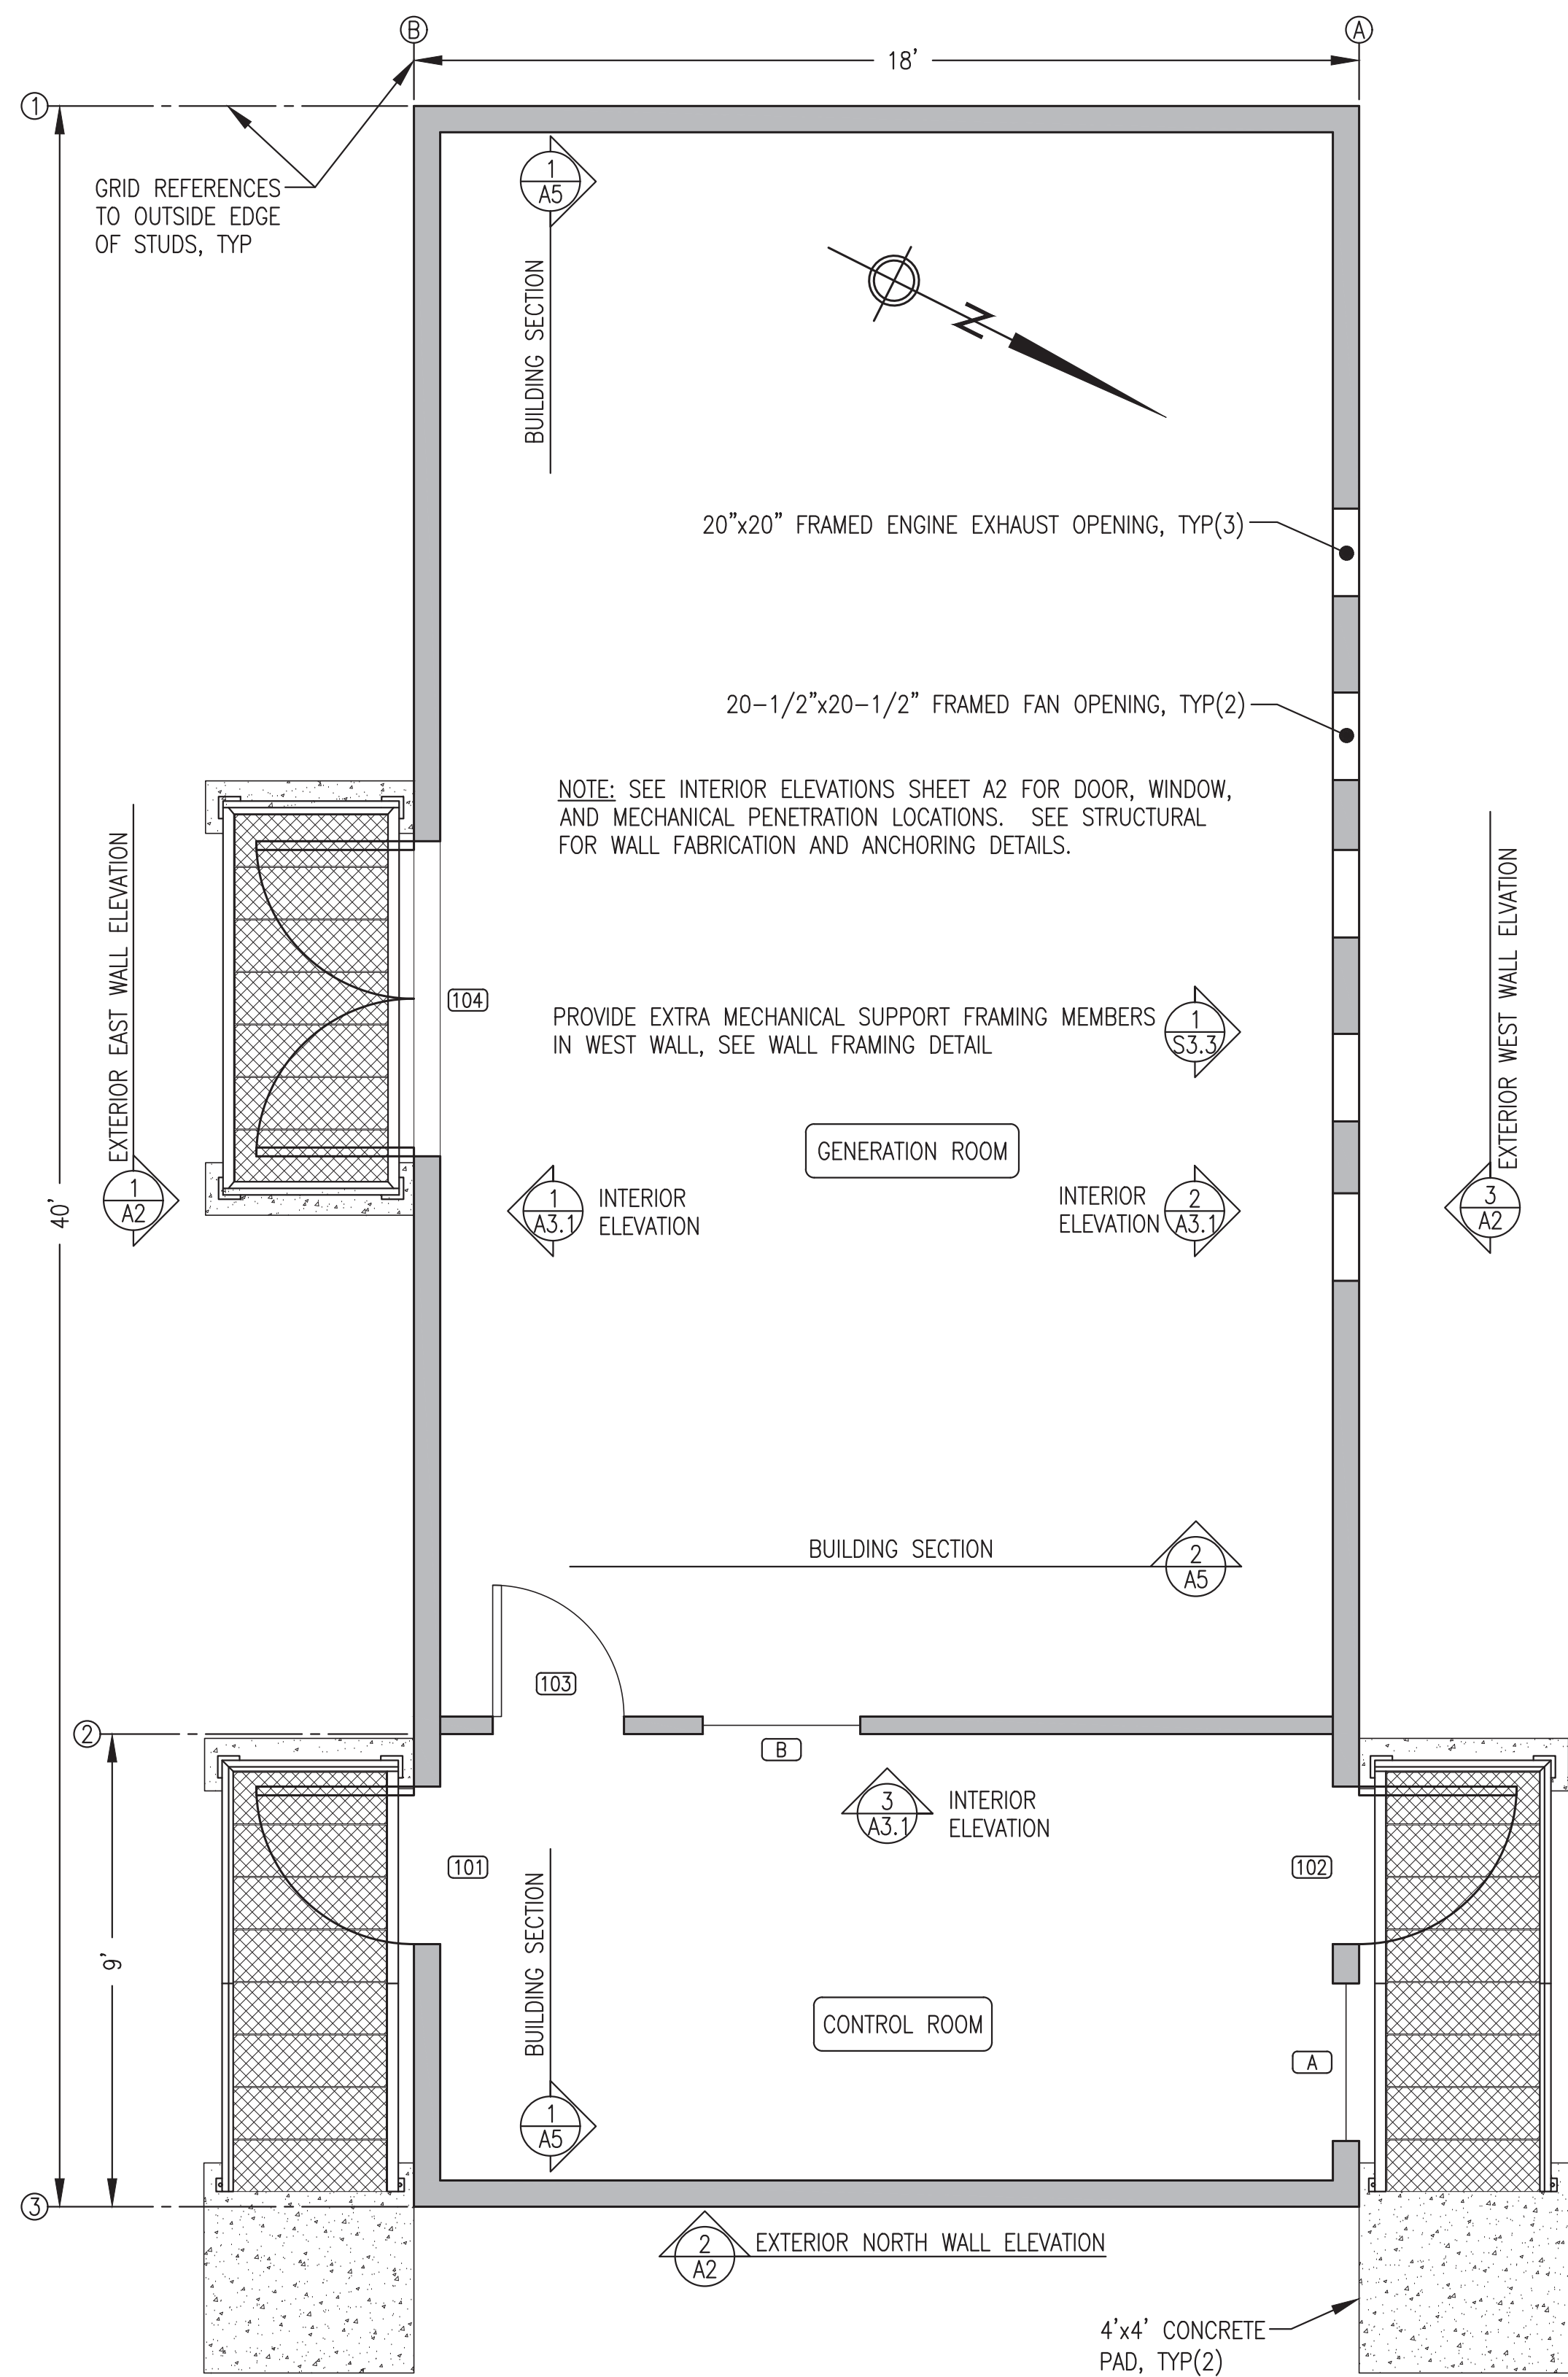 B
A
18'
1
GRID REFERENCES
TO OUTSIDE EDGE
OF STUDS, TYP
1
A5
BUILDING SECTION
N
20"x20" FRAMED ENGINE EXHAUST OPENING, TYP(3)
20-1/2"x20-1/2" FRAMED FAN OPENING, TYP(2)
NOTE: SEE INTERIOR ELEVATIONS SHEET A2 FOR DOOR, WINDOW,
AND MECHANICAL PENETRATION LOCATIONS. SEE STRUCTURAL
FOR WALL FABRICATION AND ANCHORING DETAILS.
EXTERIOR EAST WALL ELEVATION
1
A2
40'
104
PROVIDE EXTRA MECHANICAL SUPPORT FRAMING MEMBERS
IN WEST WALL, SEE WALL FRAMING DETAIL
1
S3.3
EXTERIOR WEST WALL ELVATION
3
A2
GENERATION ROOM
1
A3.1
INTERIOR
ELEVATION
INTERIOR
ELEVATION
2
A3.1
BUILDING SECTION
2
A5
103
2
B
3
A3.1
INTERIOR
ELEVATION
101
102
9'
BUILDING SECTION
CONTROL ROOM
A
1
A5
3
2
A2
EXTERIOR NORTH WALL ELEVATION
4'x4' CONCRETE
PAD, TYP(2)